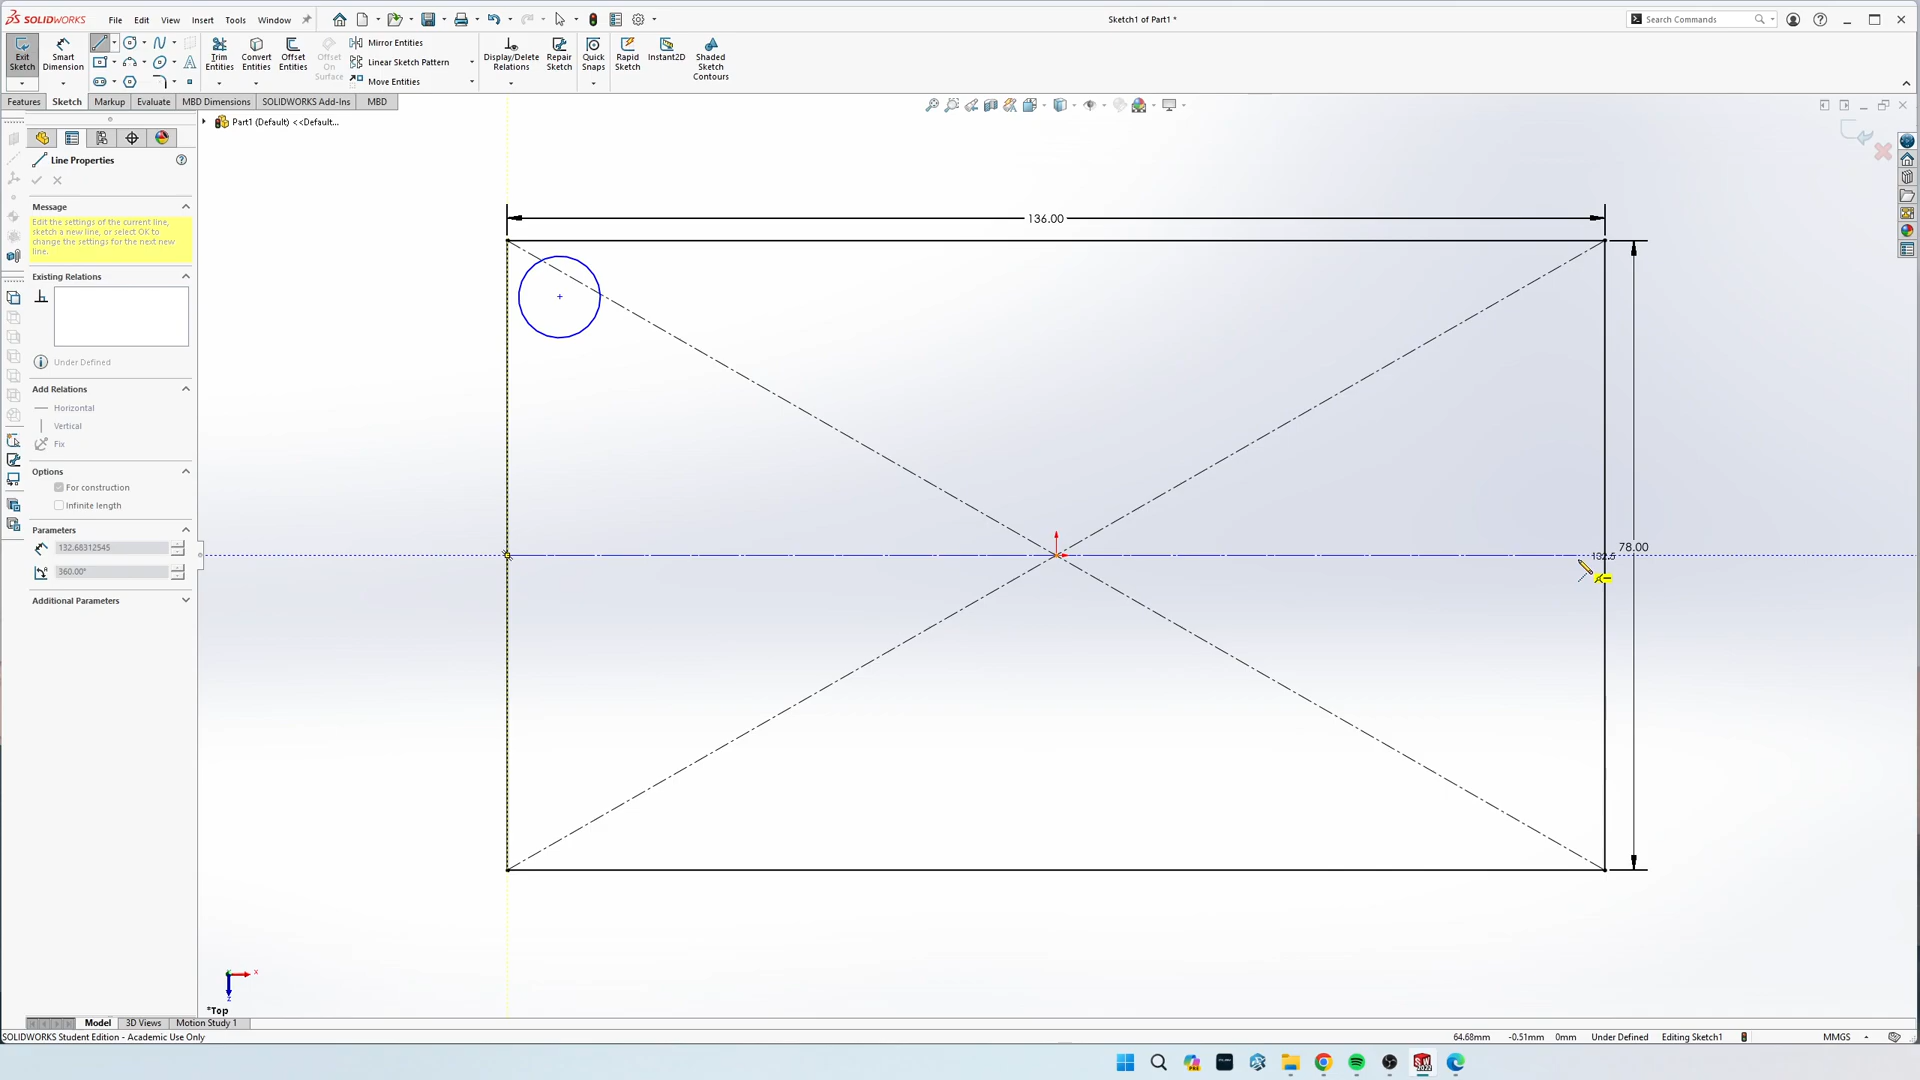 SOLIDWORKS File Edit View Insert Tools Window Sketch1 of Part1 * Search Commands
Exit Sketch Smart Dimension Trim Entities Convert Entities Offset Entities Offset On Surface Mirror Entities Linear Sketch Pattern Move Entities Display/Delete Relations Repair Sketch Quick Snaps Rapid Sketch Instant2D Shaded Sketch Contours
Features Sketch Markup Evaluate MBD Dimensions SOLIDWORKS Add-Ins MBD
Part1 (Default) <<Default...
Line Properties
Message
Edit the settings of the current line,
sketch a new line, or select OK to
change the settings for the next new
line.
Existing Relations
Under Defined
Add Relations
Horizontal
Vertical
Fix
Options
For construction
Infinite length
Parameters
132.68312545
360.00°
Additional Parameters
136.00
78.00
x
*Top
Model 3D Views Motion Study 1
SOLIDWORKS Student Edition - Academic Use Only 64.68mm -0.51mm 0mm Under Defined Editing Sketch1 MMGS